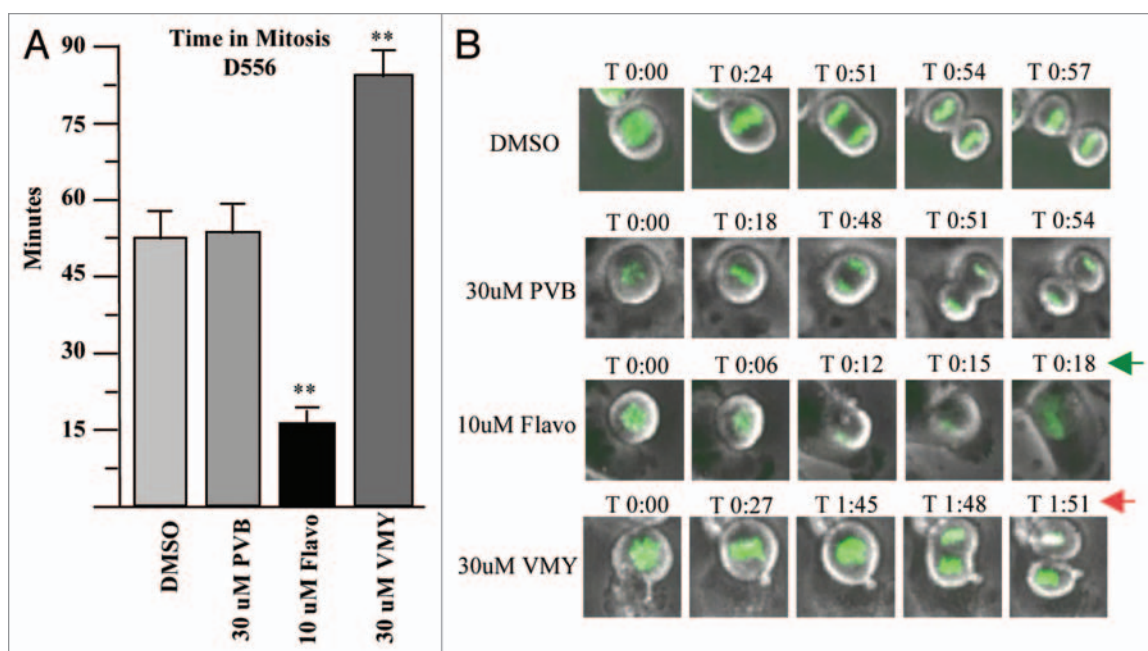 A
Time in Mitosis
D556
Minutes
90
75
60
45
30
15
**
**
DMSO
30 uM PVB
10 uM Flavo
30 uM VMY
B
T 0:00 T 0:24 T 0:51 T 0:54 T 0:57
DMSO
T 0:00 T 0:18 T 0:48 T 0:51 T 0:54
30uM PVB
T 0:00 T 0:06 T 0:12 T 0:15 T 0:18
10uM Flavo
T 0:00 T 0:27 T 1:45 T 1:48 T 1:51
30uM VMY